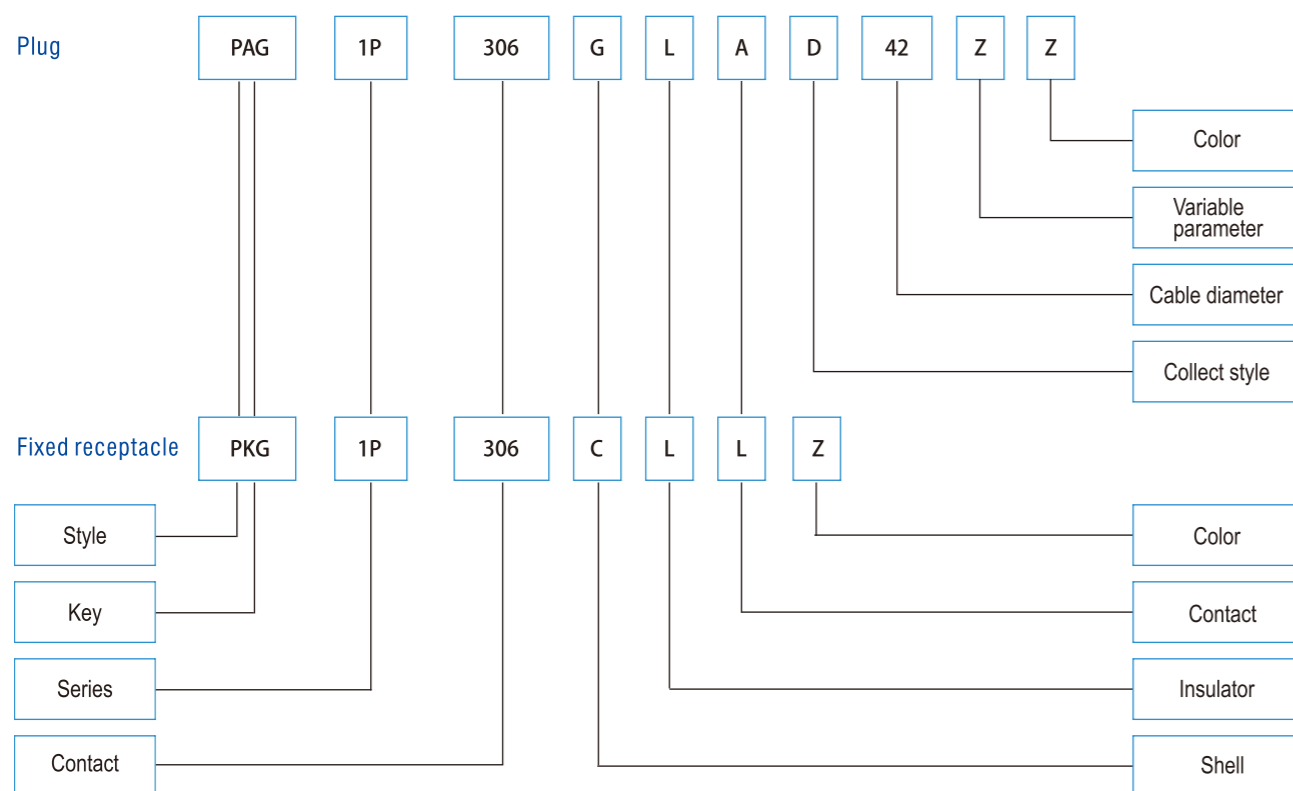 Plug PAG 1P 306 G L A D 42 Z Z
Color
Variable
parameter
Cable diameter
Collect style
Fixed receptacle PKG 1P 306 C L L Z
Style
Color
Key
Contact
Series
Insulator
Contact
Shell